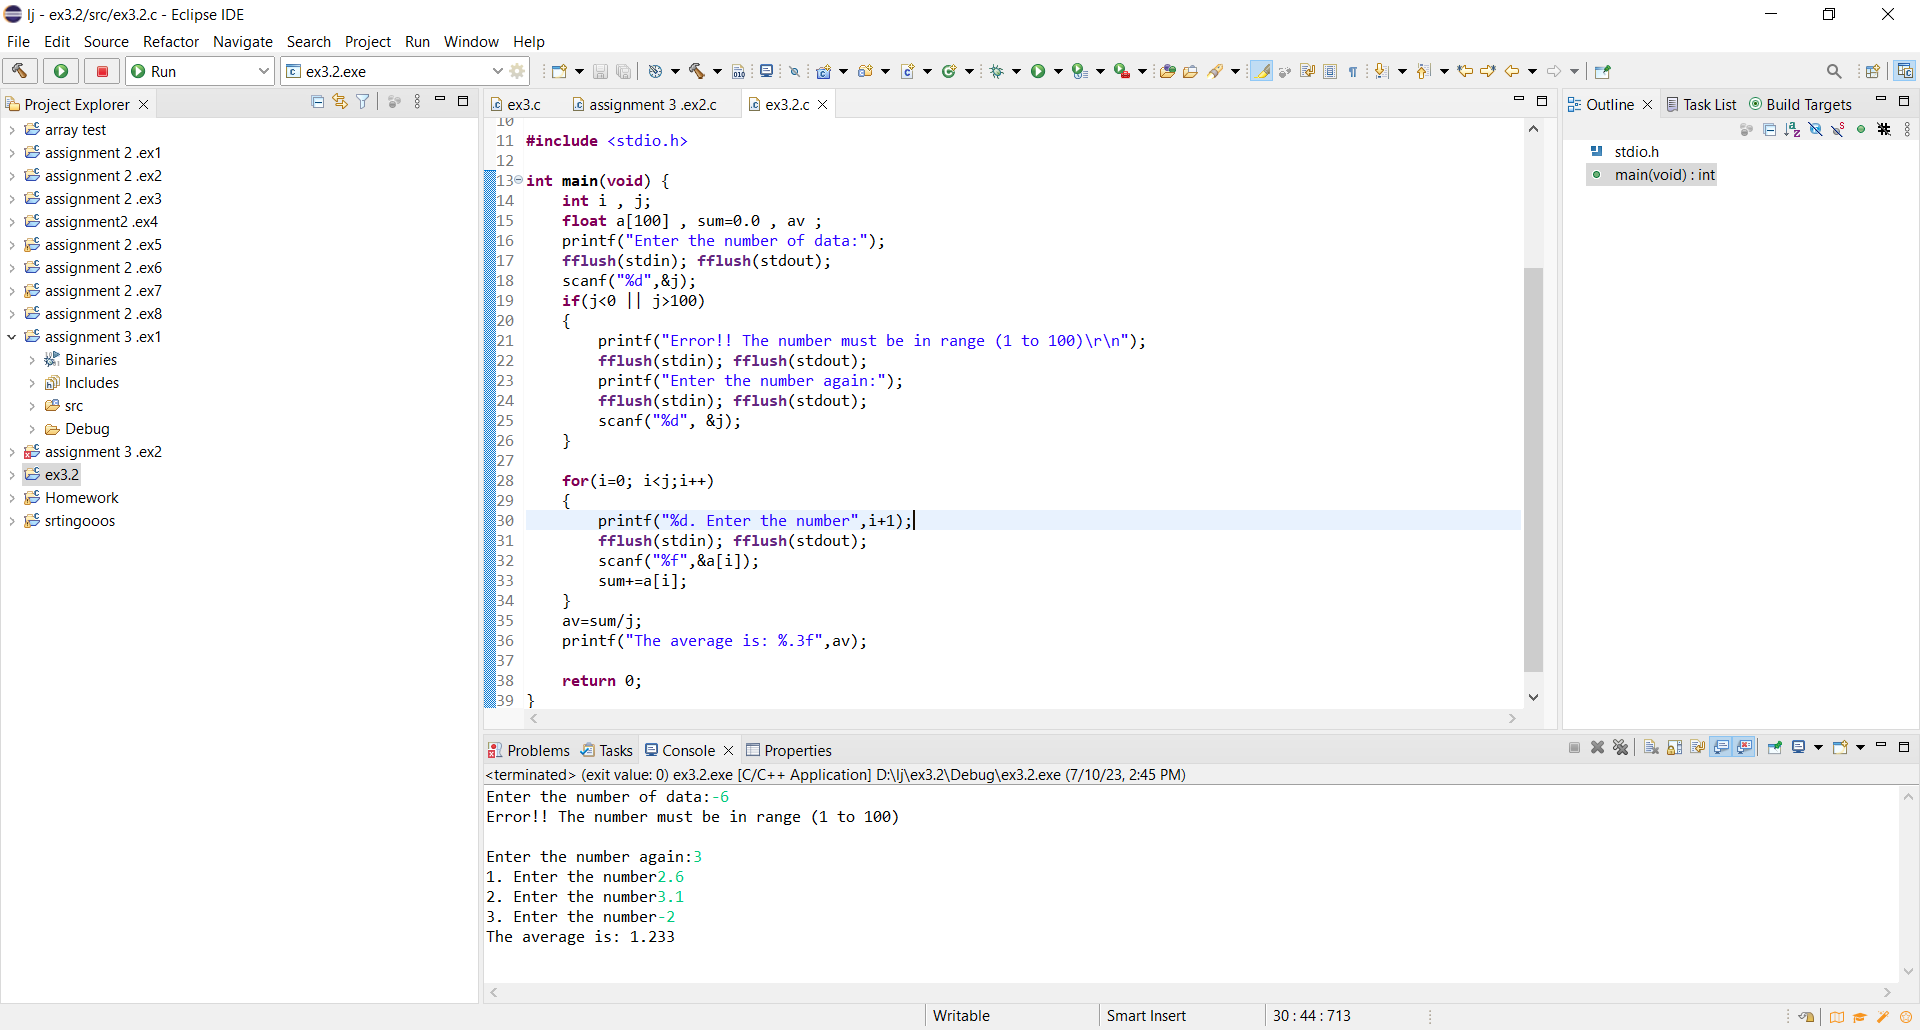 lj - ex3.2/src/ex3.2.c - Eclipse IDE
File Edit Source Refactor Navigate Search Project Run Window Help
Run
ex3.2.exe
Project Explorer
array test
assignment 2 .ex1
assignment 2 .ex2
assignment 2 .ex3
assignment2 .ex4
assignment 2 .ex5
assignment 2 .ex6
assignment 2 .ex7
assignment 2 .ex8
assignment 3 .ex1
Binaries
Includes
src
Debug
assignment 3 .ex2
ex3.2
Homework
srtingooos
ex3.c assignment 3 .ex2.c ex3.2.c
10
11 #include <stdio.h>
12
13 int main(void) {
14 int i , j;
15 float a[100] , sum=0.0 , av ;
16 printf("Enter the number of data:");
17 fflush(stdin); fflush(stdout);
18 scanf("%d",&j);
19 if(j<0 || j>100)
20 {
21 printf("Error!! The number must be in range (1 to 100)\r\n");
22 fflush(stdin); fflush(stdout);
23 printf("Enter the number again:");
24 fflush(stdin); fflush(stdout);
25 scanf("%d", &j);
26 }
27
28 for(i=0; i<j;i++)
29 {
30 printf("%d. Enter the number",i+1);
31 fflush(stdin); fflush(stdout);
32 scanf("%f",&a[i]);
33 sum+=a[i];
34 }
35 av=sum/j;
36 printf("The average is: %.3f",av);
37
38 return 0;
39 }
Outline Task List Build Targets
stdio.h
main(void) : int
Problems Tasks Console Properties
<terminated> (exit value: 0) ex3.2.exe [C/C++ Application] D:\lj\ex3.2\Debug\ex3.2.exe (7/10/23, 2:45 PM)
Enter the number of data:-6
Error!! The number must be in range (1 to 100)
Enter the number again:3
1. Enter the number2.6
2. Enter the number3.1
3. Enter the number-2
The average is: 1.233
Writable Smart Insert 30 : 44 : 713